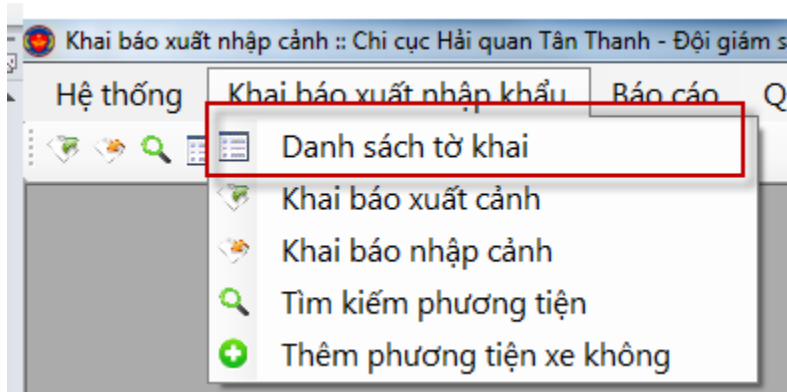 Khai báo xuất nhập cảnh :: Chi cục Hải quan Tân Thanh - Đội giám s
Hệ thống Khai báo xuất nhập khẩu Báo cáo Q
Danh sách tờ khai
Khai báo xuất cảnh
Khai báo nhập cảnh
Tìm kiếm phương tiện
Thêm phương tiện xe không